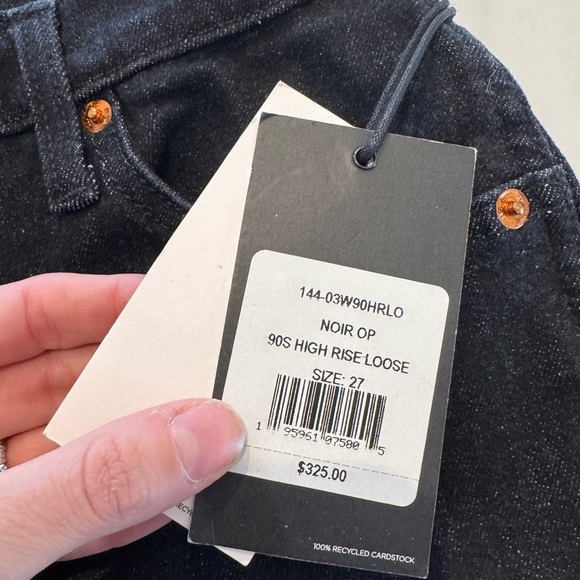 144-03W90HRLO
NOIR OP
90S HIGH RISE LOOSE
SIZE: 27
1 95961 07580 5
$325.00
100% RECYCLED CARDSTOCK